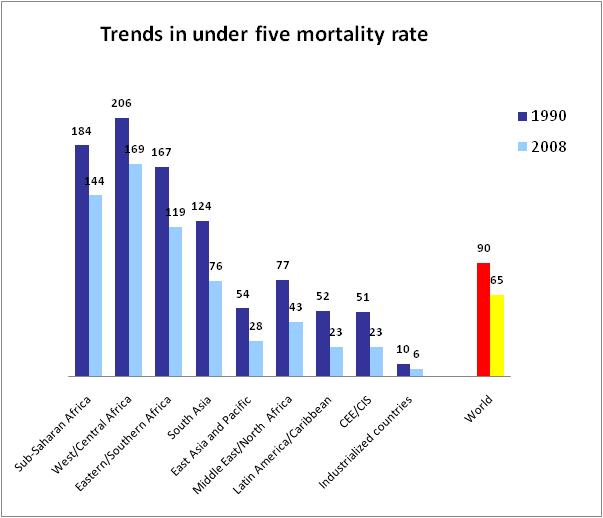 Trends in under five mortality rate
1990
2008
184
144
206
169
167
119
124
76
54
28
77
43
52
23
51
23
10
6
90
65
Sub-Saharan Africa
West/Central Africa
Eastern/Southern Africa
South Asia
East Asia and Pacific
Middle East/North Africa
Latin America/Caribbean
CEE/CIS
Industrialized countries
World